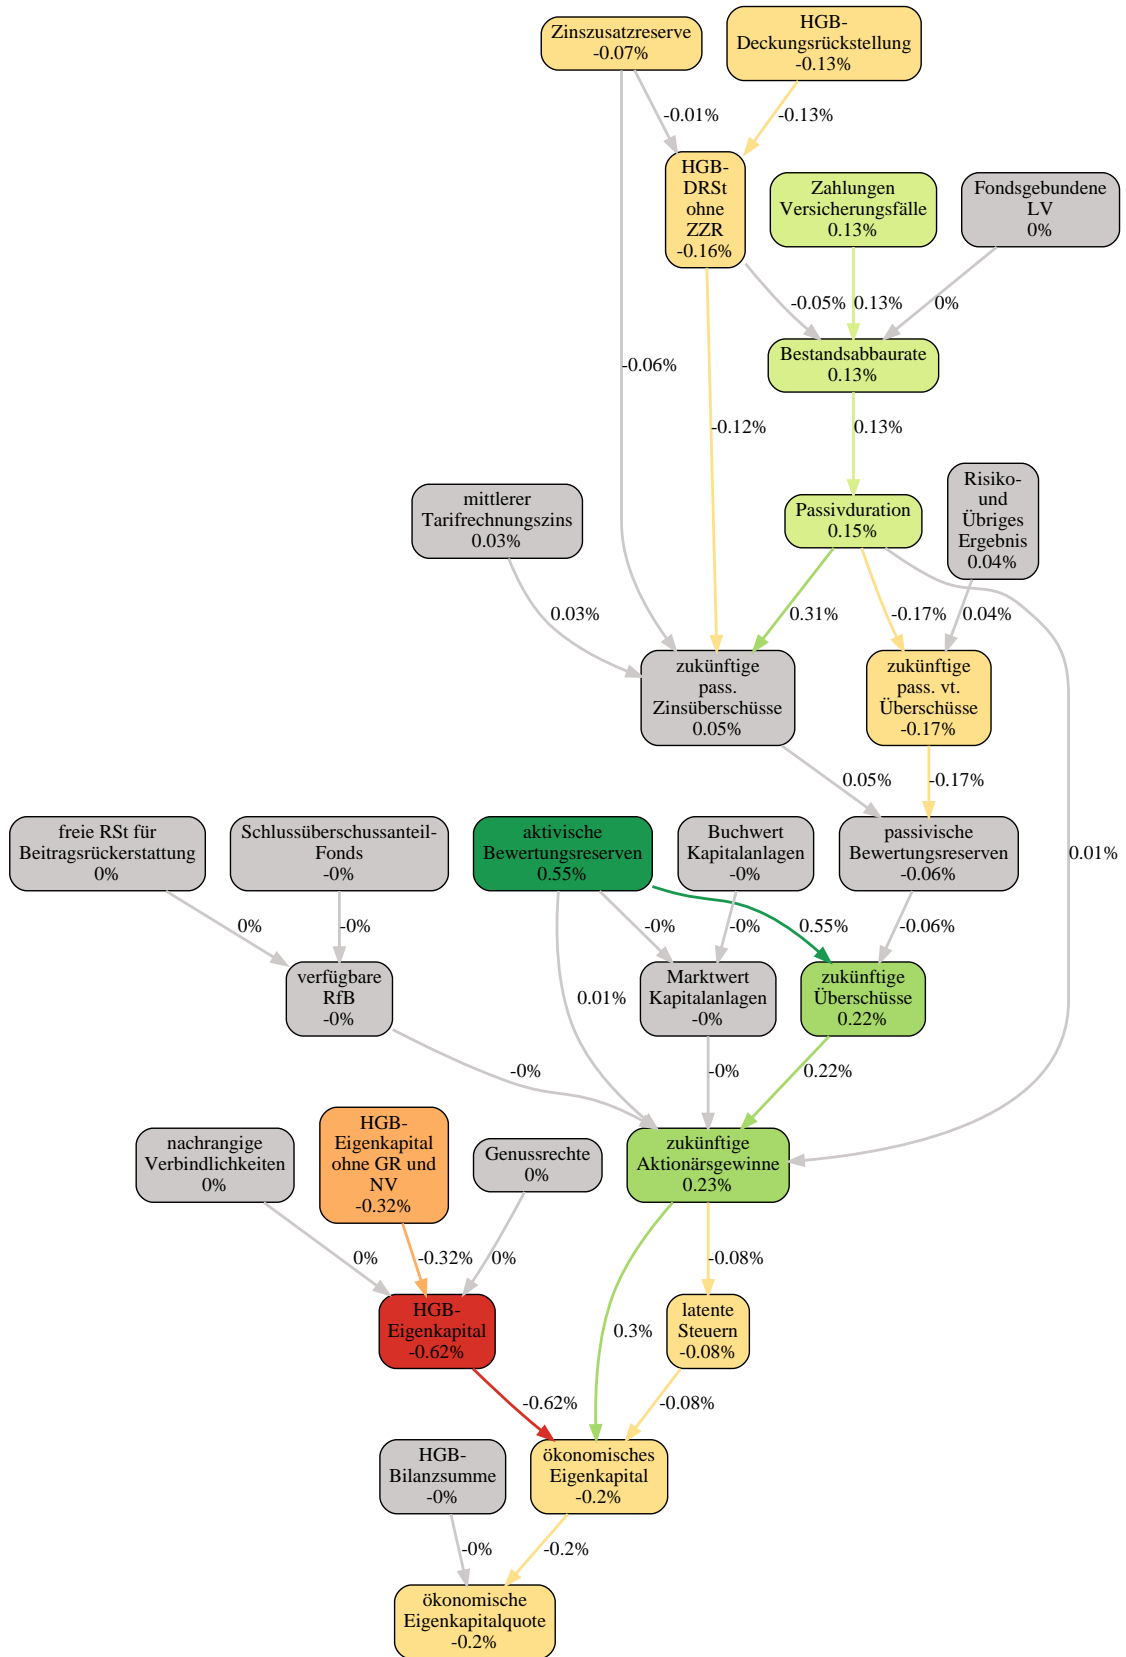 Zinszusatzreserve
-0.07%
HGB-
Deckungsrückstellung
-0.13%
-0.01%
-0.13%
HGB-
DRSt
ohne
ZZR
-0.16%
Zahlungen
Versicherungsfälle
0.13%
Fondsgebundene
LV
0%
-0.05%
0.13%
0%
Bestandsabbaurate
0.13%
-0.06%
-0.12%
0.13%
mittlerer
Tarifrechnungszins
0.03%
Passivduration
0.15%
Risiko-
und
Übriges
Ergebnis
0.04%
0.03%
0.31%
-0.17%
0.04%
zukünftige
pass.
Zinsüberschüsse
0.05%
zukünftige
pass. vt.
Überschüsse
-0.17%
0.05%
-0.17%
freie RSt für
Beitragsrückerstattung
0%
Schlussüberschussanteil-
Fonds
-0%
aktivische
Bewertungsreserven
0.55%
Buchwert
Kapitalanlagen
-0%
passivische
Bewertungsreserven
-0.06%
0.01%
0%
-0%
-0%
-0%
0.55%
-0.06%
verfügbare
RfB
-0%
0.01%
Marktwert
Kapitalanlagen
-0%
zukünftige
Überschüsse
0.22%
-0%
-0%
0.22%
nachrangige
Verbindlichkeiten
0%
HGB-
Eigenkapital
ohne GR und
NV
-0.32%
Genussrechte
0%
zukünftige
Aktionärsgewinne
0.23%
0%
-0.32%
0%
-0.08%
HGB-
Eigenkapital
-0.62%
0.3%
latente
Steuern
-0.08%
-0.62%
-0.08%
HGB-
Bilanzsumme
-0%
ökonomisches
Eigenkapital
-0.2%
-0%
-0.2%
ökonomische
Eigenkapitalquote
-0.2%